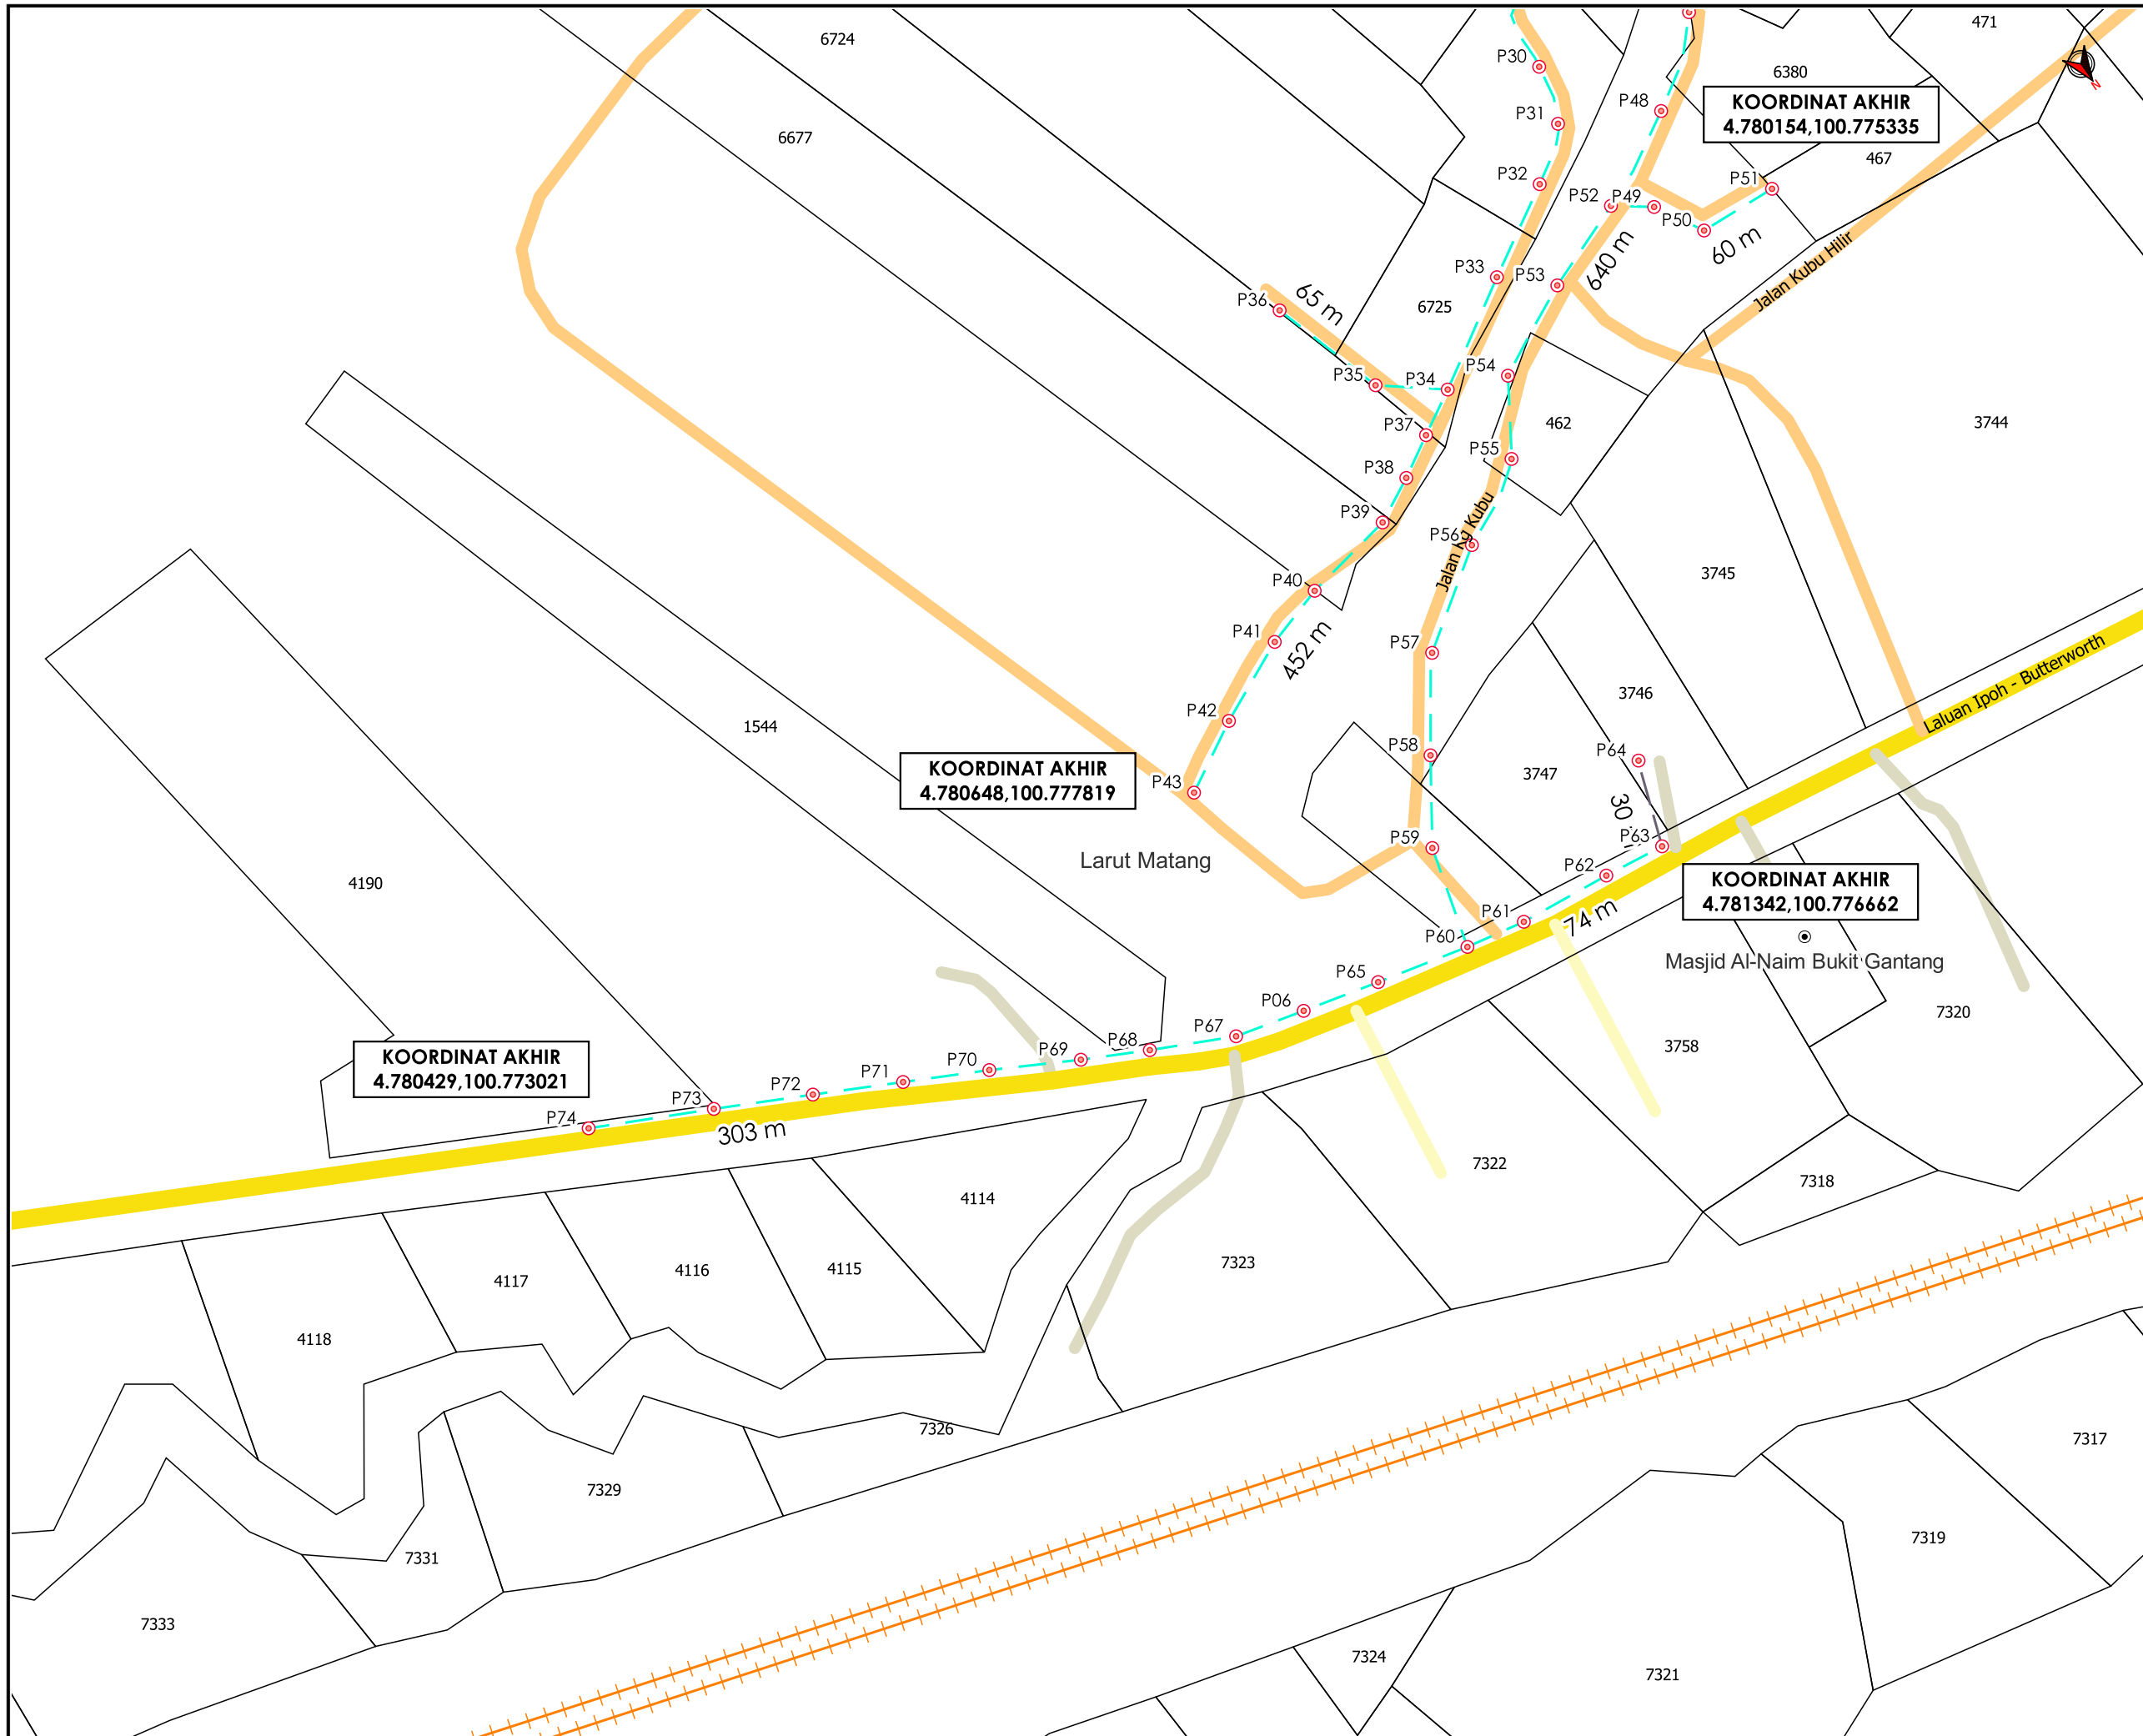 471
6724
P30
6380
KOORDINAT AKHIR
4.780154,100.775335
P48
P31
6677
467
P32
P51
P52
P49
P50
60 m
640 m
Jalan Kubu Hilir
P33
P53
P36
65 m
6725
P54
P35
P34
462
3744
P37
P55
P38
Jalan Kg Kubu
P39
P56
3745
P40
P41
452 m
P57
Laluan Ipoh - Butterworth
3746
P42
1544
P58
P64
KOORDINAT AKHIR
4.780648,100.777819
P43
3747
30
P59
P63
Larut Matang
P62
4190
KOORDINAT AKHIR
4.781342,100.776662
P61
74 m
P60
Masjid Al-Naim Bukit Gantang
P65
P06
7320
P67
P68
3758
P69
KOORDINAT AKHIR
4.780429,100.773021
P70
P71
P72
P73
P74
303 m
7322
7318
4114
7323
4115
4116
4117
4118
7326
7317
7329
7319
7331
7333
7324
7321
N